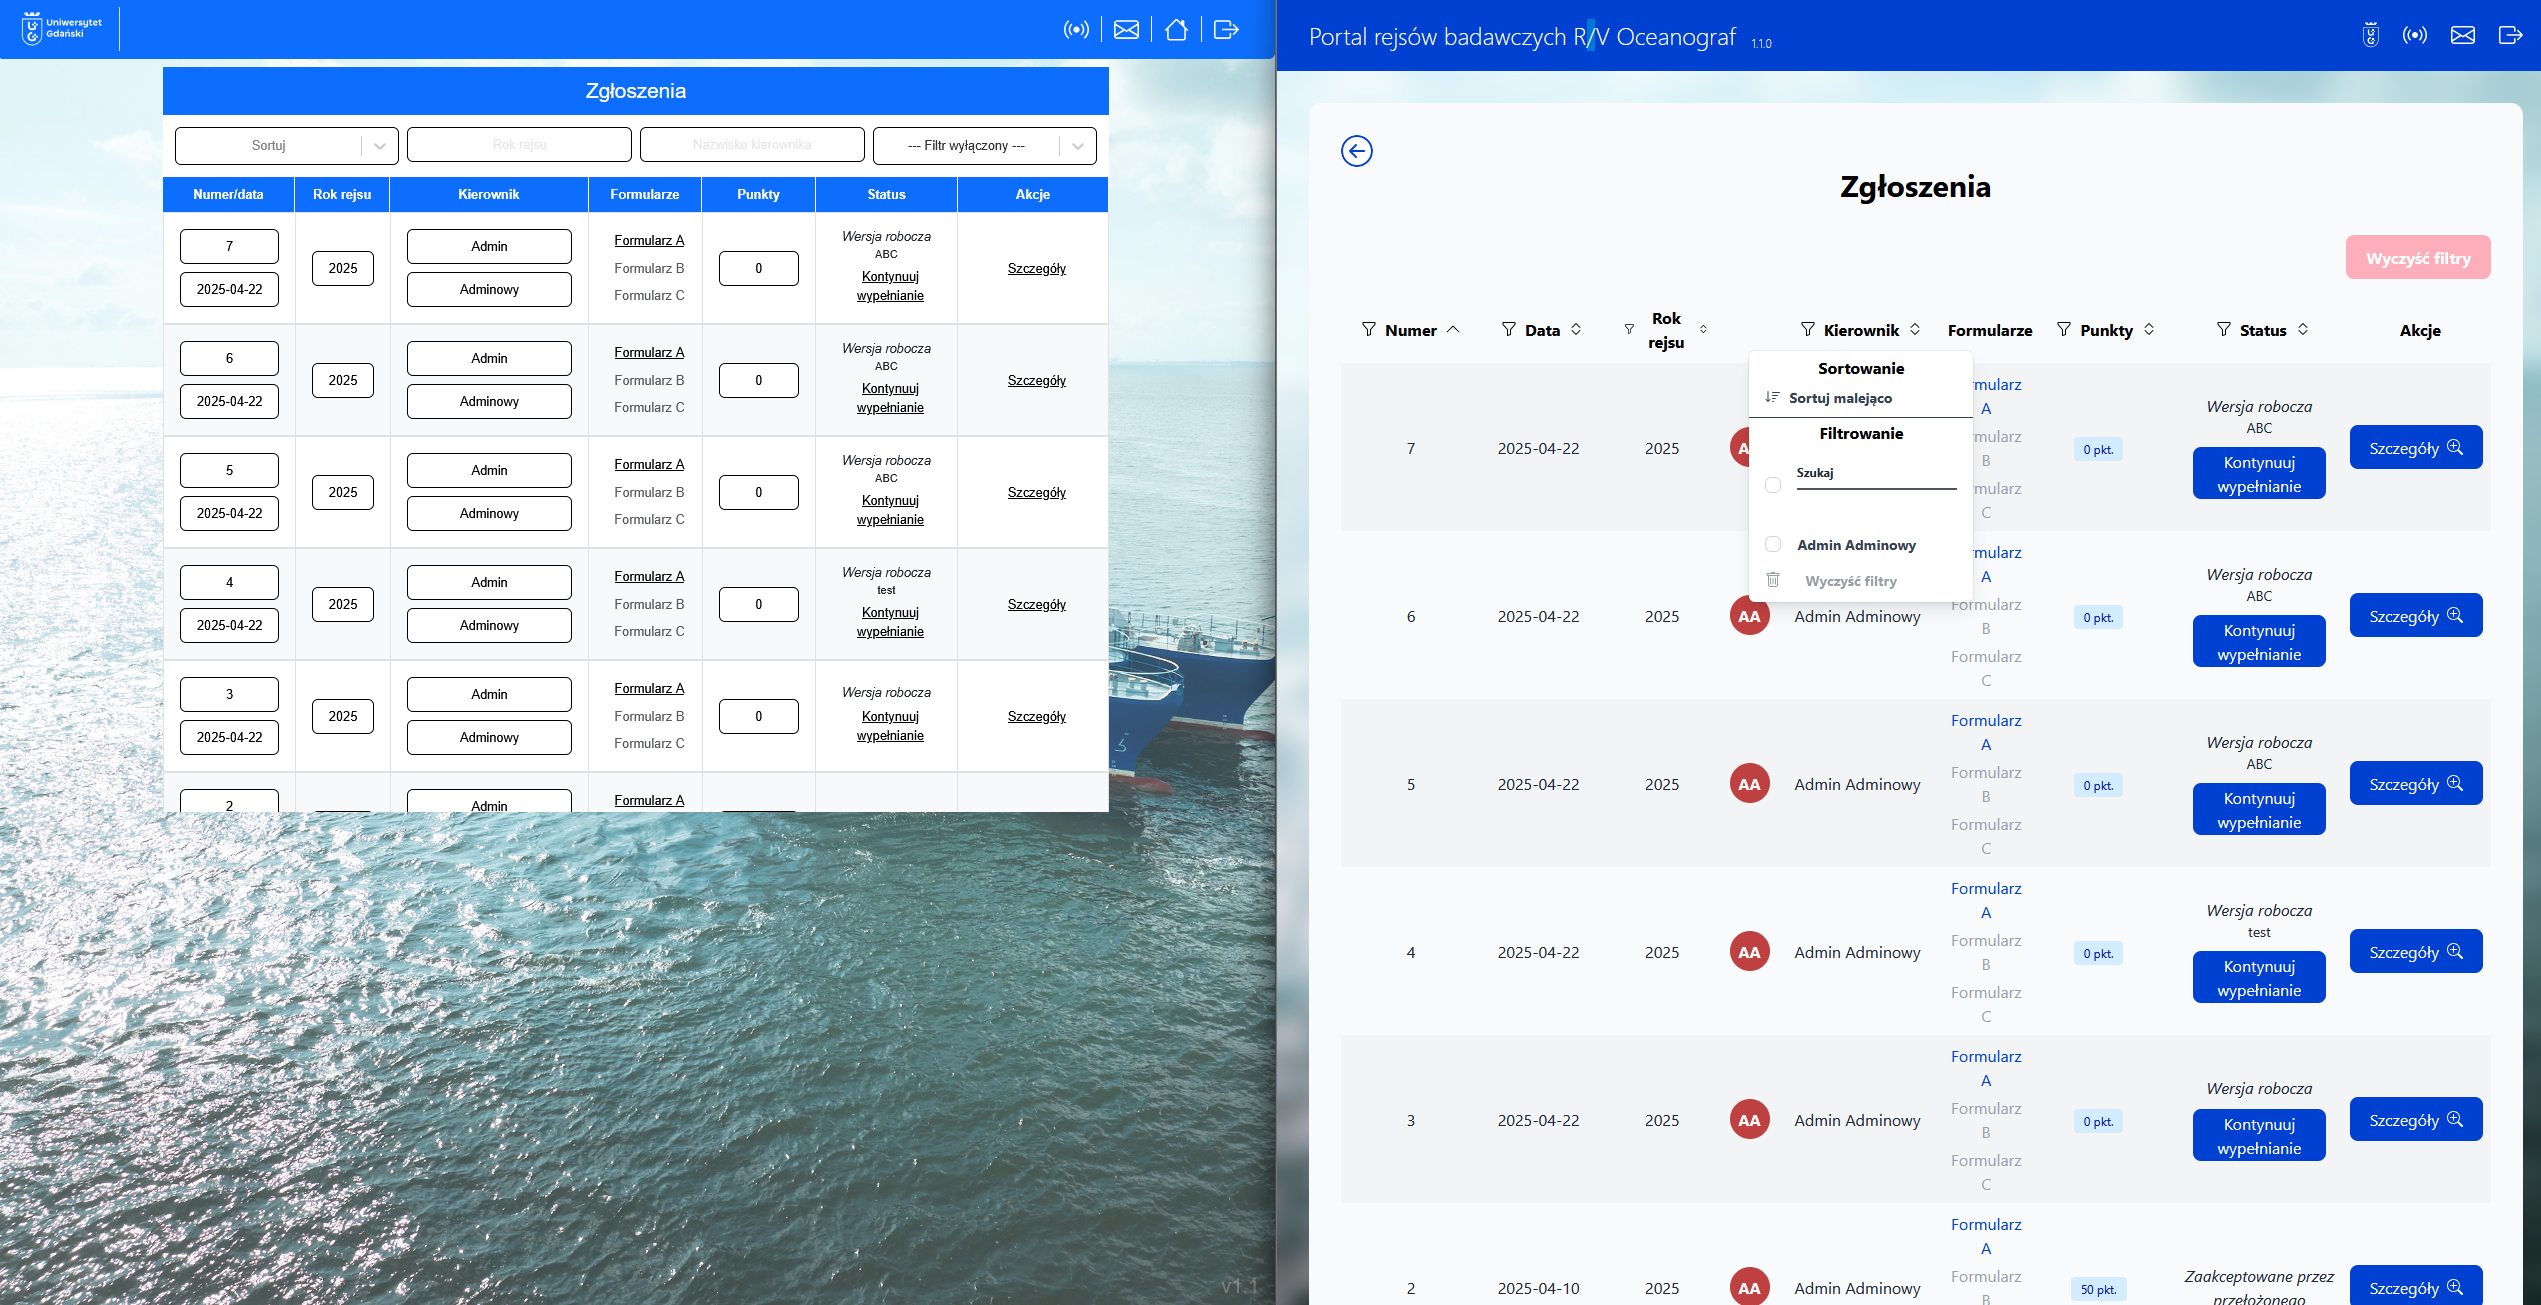 Uniwersytet
Gdański
Zgłoszenia
Sortuj
Rok rejsu
Nazwisko kierownika
--- Filtr wyłączony ---
Numer/data Rok rejsu Kierownik Formularze Punkty Status Akcje
7
2025-04-22
2025
Admin
Adminowy
Formularz A
Formularz B
Formularz C
0
Wersja robocza
ABC
Kontynuuj
wypełnianie
Szczegóły
6
2025-04-22
2025
Admin
Adminowy
Formularz A
Formularz B
Formularz C
0
Wersja robocza
ABC
Kontynuuj
wypełnianie
Szczegóły
5
2025-04-22
2025
Admin
Adminowy
Formularz A
Formularz B
Formularz C
0
Wersja robocza
ABC
Kontynuuj
wypełnianie
Szczegóły
4
2025-04-22
2025
Admin
Adminowy
Formularz A
Formularz B
Formularz C
0
Wersja robocza
test
Kontynuuj
wypełnianie
Szczegóły
3
2025-04-22
2025
Admin
Adminowy
Formularz A
Formularz B
Formularz C
0
Wersja robocza
Kontynuuj
wypełnianie
Szczegóły
2
Admin
Formularz A
v1.1
Portal rejsów badawczych R/V Oceanograf 1.1.0
Zgłoszenia
Wyczyść filtry
Numer Data Rok rejsu Kierownik Formularze Punkty Status Akcje
Sortowanie
Sortuj malejąco
Filtrowanie
Szukaj
Admin Adminowy
Wyczyść filtry
7
2025-04-22
2025
A
rmularz
A
rmularz
B
rmularz
C
0 pkt.
Wersja robocza
ABC
Kontynuuj
wypełnianie
Szczegóły
6
2025-04-22
2025
AA
Admin Adminowy
rmularz
A
Formularz
B
Formularz
C
0 pkt.
Wersja robocza
ABC
Kontynuuj
wypełnianie
Szczegóły
5
2025-04-22
2025
AA
Admin Adminowy
Formularz
A
Formularz
B
Formularz
C
0 pkt.
Wersja robocza
ABC
Kontynuuj
wypełnianie
Szczegóły
4
2025-04-22
2025
AA
Admin Adminowy
Formularz
A
Formularz
B
Formularz
C
0 pkt.
Wersja robocza
test
Kontynuuj
wypełnianie
Szczegóły
3
2025-04-22
2025
AA
Admin Adminowy
Formularz
A
Formularz
B
Formularz
C
0 pkt.
Wersja robocza
Kontynuuj
wypełnianie
Szczegóły
2
2025-04-10
2025
AA
Admin Adminowy
Formularz
A
Formularz
B
50 pkt.
Zaakceptowane przez
przełożonego
Szczegóły